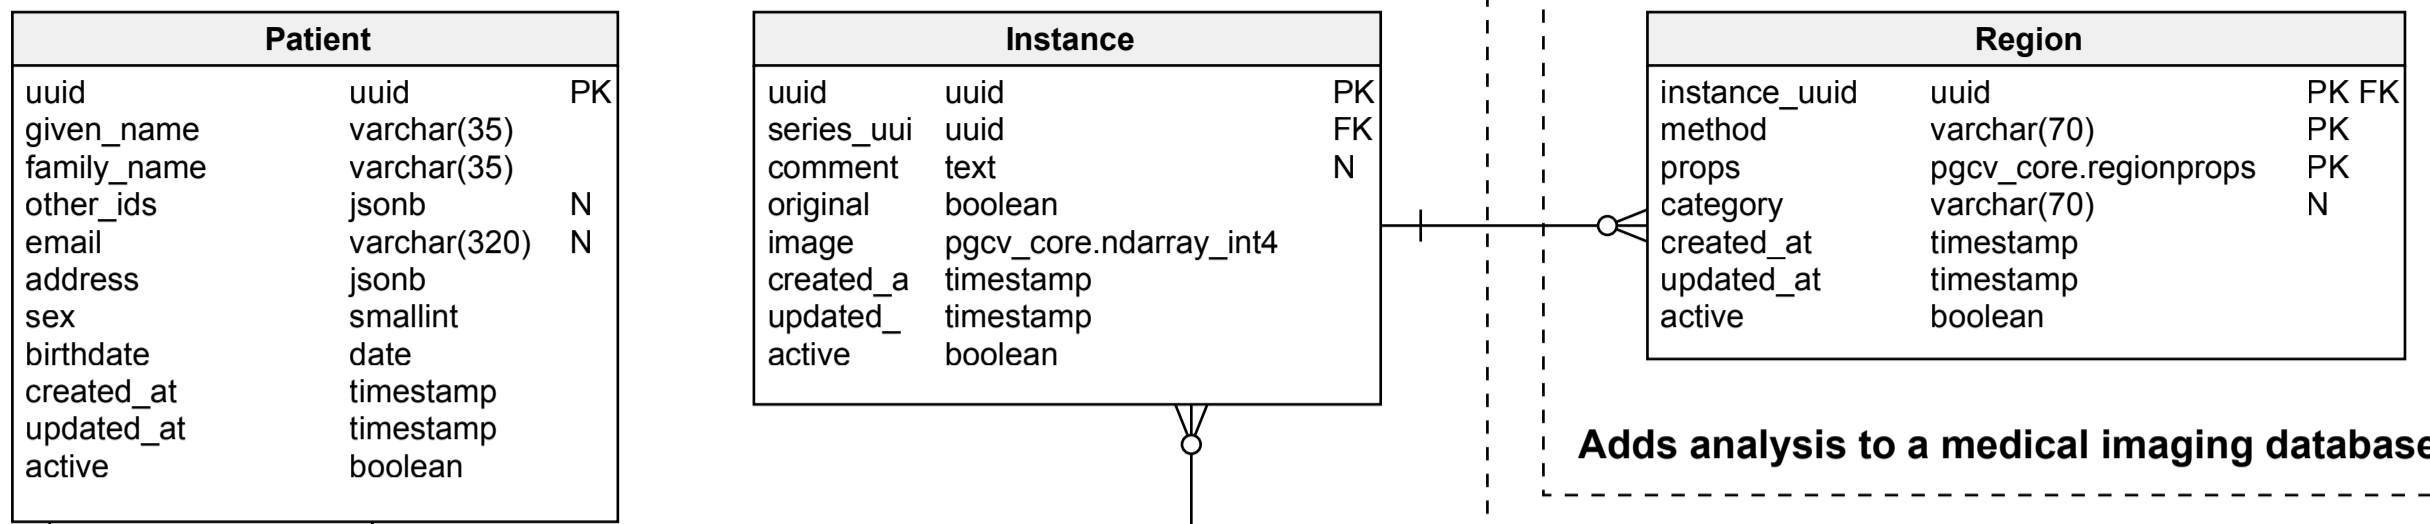 Patient
uuid uuid PK
given_name varchar(35)
family_name varchar(35)
other_ids jsonb N
email varchar(320) N
address jsonb
sex smallint
birthdate date
created_at timestamp
updated_at timestamp
active boolean
Instance
uuid uuid PK
series_uui uuid FK
comment text N
original boolean
image pgcv_core.ndarray_int4
created_a timestamp
updated_ timestamp
active boolean
Region
instance_uuid uuid PK FK
method varchar(70) PK
props pgcv_core.regionprops PK
category varchar(70) N
created_at timestamp
updated_at timestamp
active boolean
Adds analysis to a medical imaging database